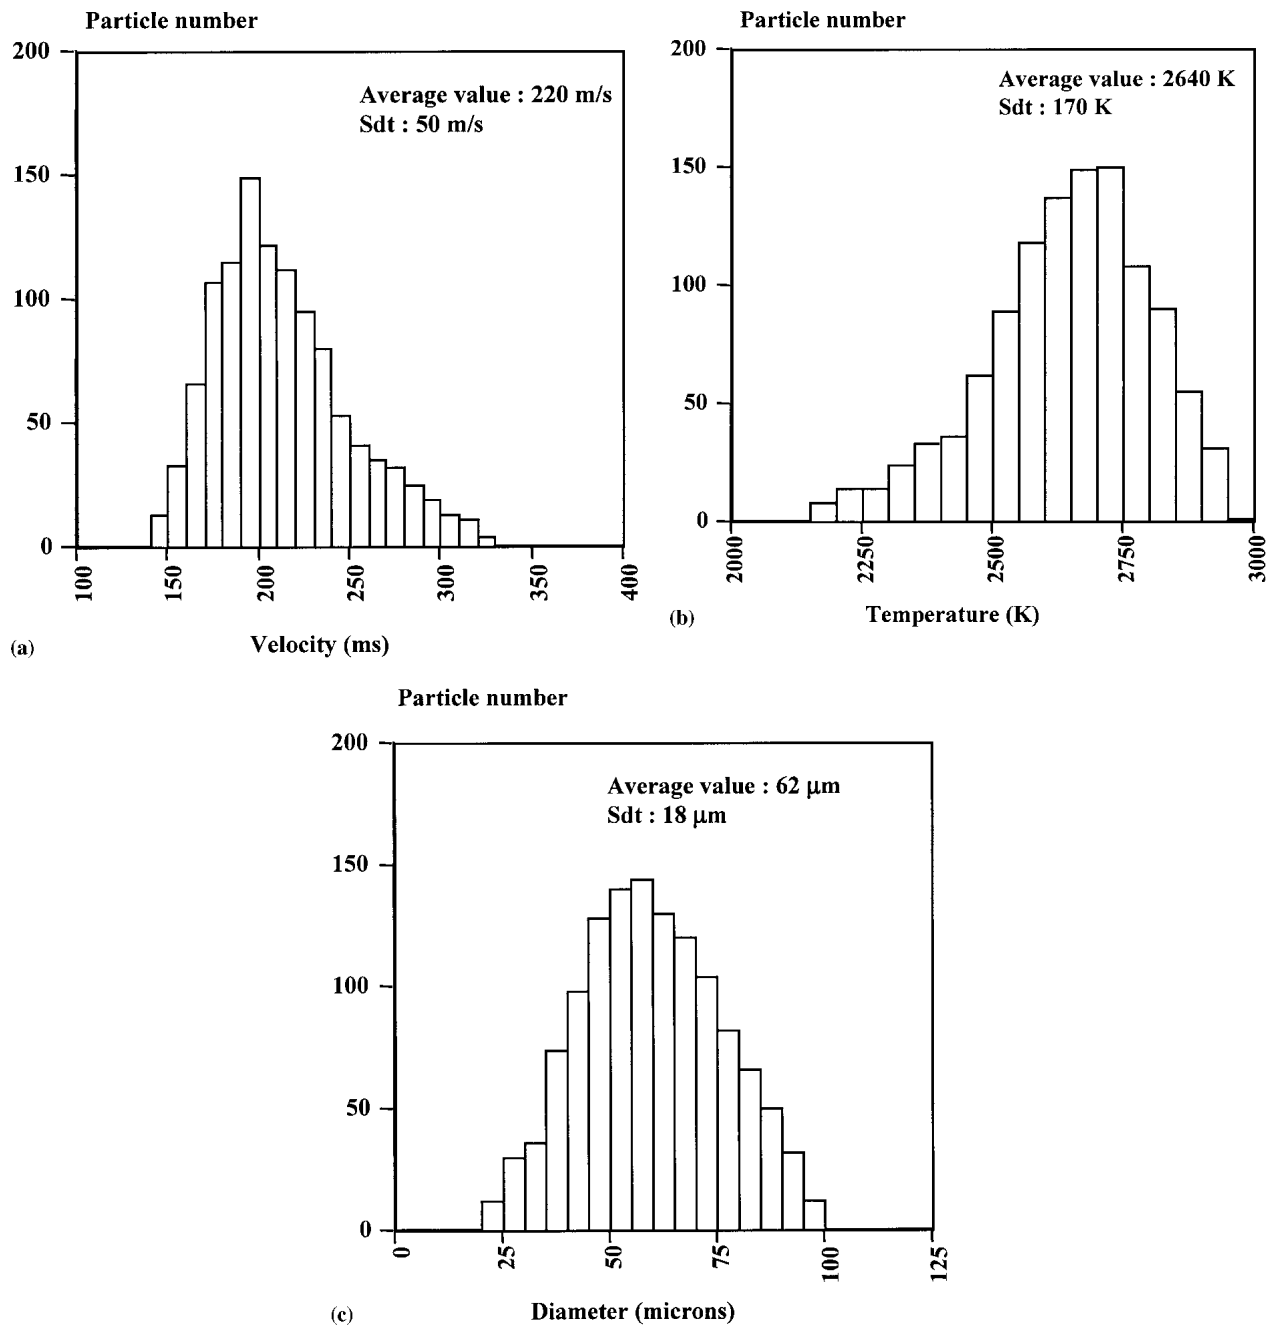 Particle number
200
150
100
50
0
Average value : 220 m/s
Sdt : 50 m/s
100
150
200
250
300
350
400
Velocity (ms)
(a)
Particle number
200
150
100
50
0
Average value : 2640 K
Sdt : 170 K
2000
2250
2500
2750
3000
Temperature (K)
(b)
Particle number
200
150
100
50
0
Average value : 62 μm
Sdt : 18 μm
0
25
50
75
100
125
Diameter (microns)
(c)